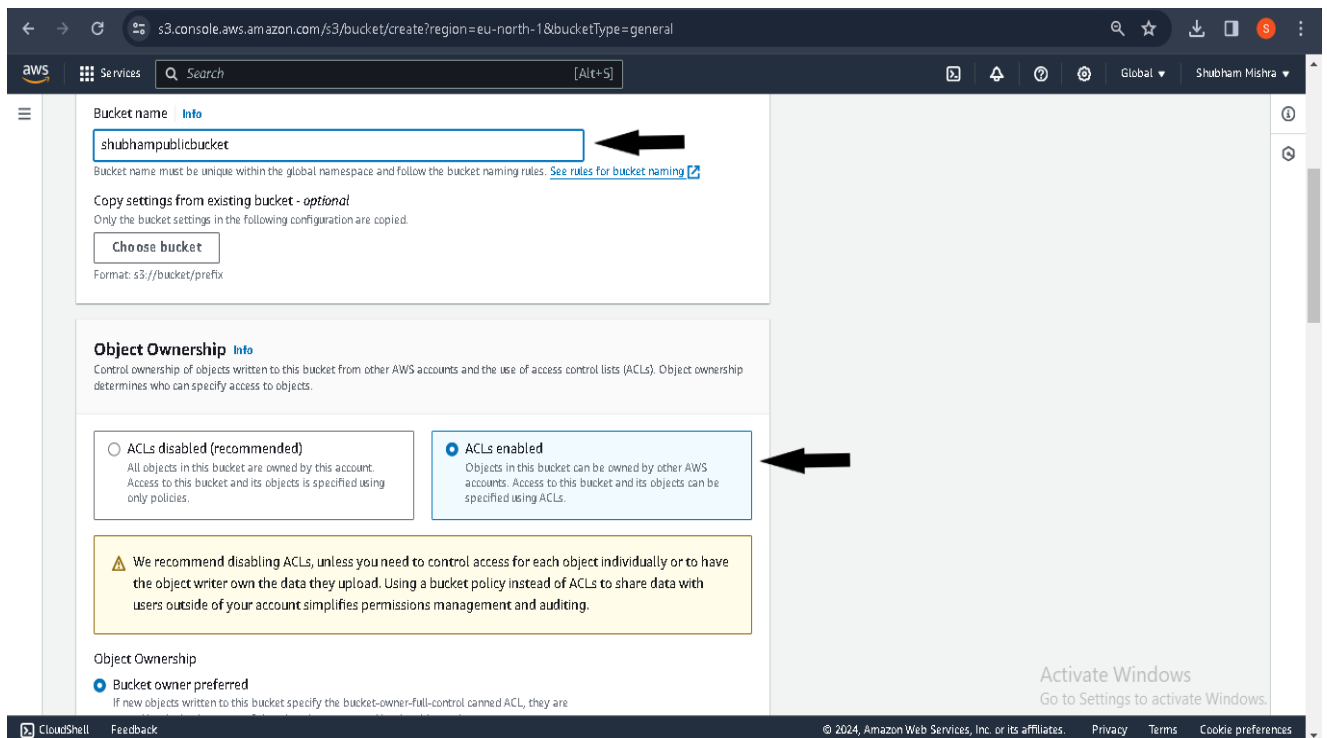 s3.console.aws.amazon.com/s3/bucket/create?region=eu-north-1&bucketType=general
S
aws
Services
Search
[Alt+S]
Global
Shubham Mishra
Bucket name
Info
shubhampublicbucket
Bucket name must be unique within the global namespace and follow the bucket naming rules. See rules for bucket naming
Copy settings from existing bucket - optional
Only the bucket settings in the following configuration are copied.
Choose bucket
Format: s3://bucket/prefix
Object Ownership Info
Control ownership of objects written to this bucket from other AWS accounts and the use of access control lists (ACLs). Object ownership
determines who can specify access to objects.
ACLs disabled (recommended)
All objects in this bucket are owned by this account.
Access to this bucket and its objects is specified using
only policies.
ACLs enabled
Objects in this bucket can be owned by other AWS
accounts. Access to this bucket and its objects can be
specified using ACLs.
We recommend disabling ACLs, unless you need to control access for each object individually or to have
the object writer own the data they upload. Using a bucket policy instead of ACLs to share data with
users outside of your account simplifies permissions management and auditing.
Object Ownership
Bucket owner preferred
If new objects written to this bucket specify the bucket-owner-full-control canned ACL, they are
Activate Windows
Go to Settings to activate Windows.
CloudShell
Feedback
© 2024, Amazon Web Services, Inc. or its affiliates.
Privacy
Terms
Cookie preferences